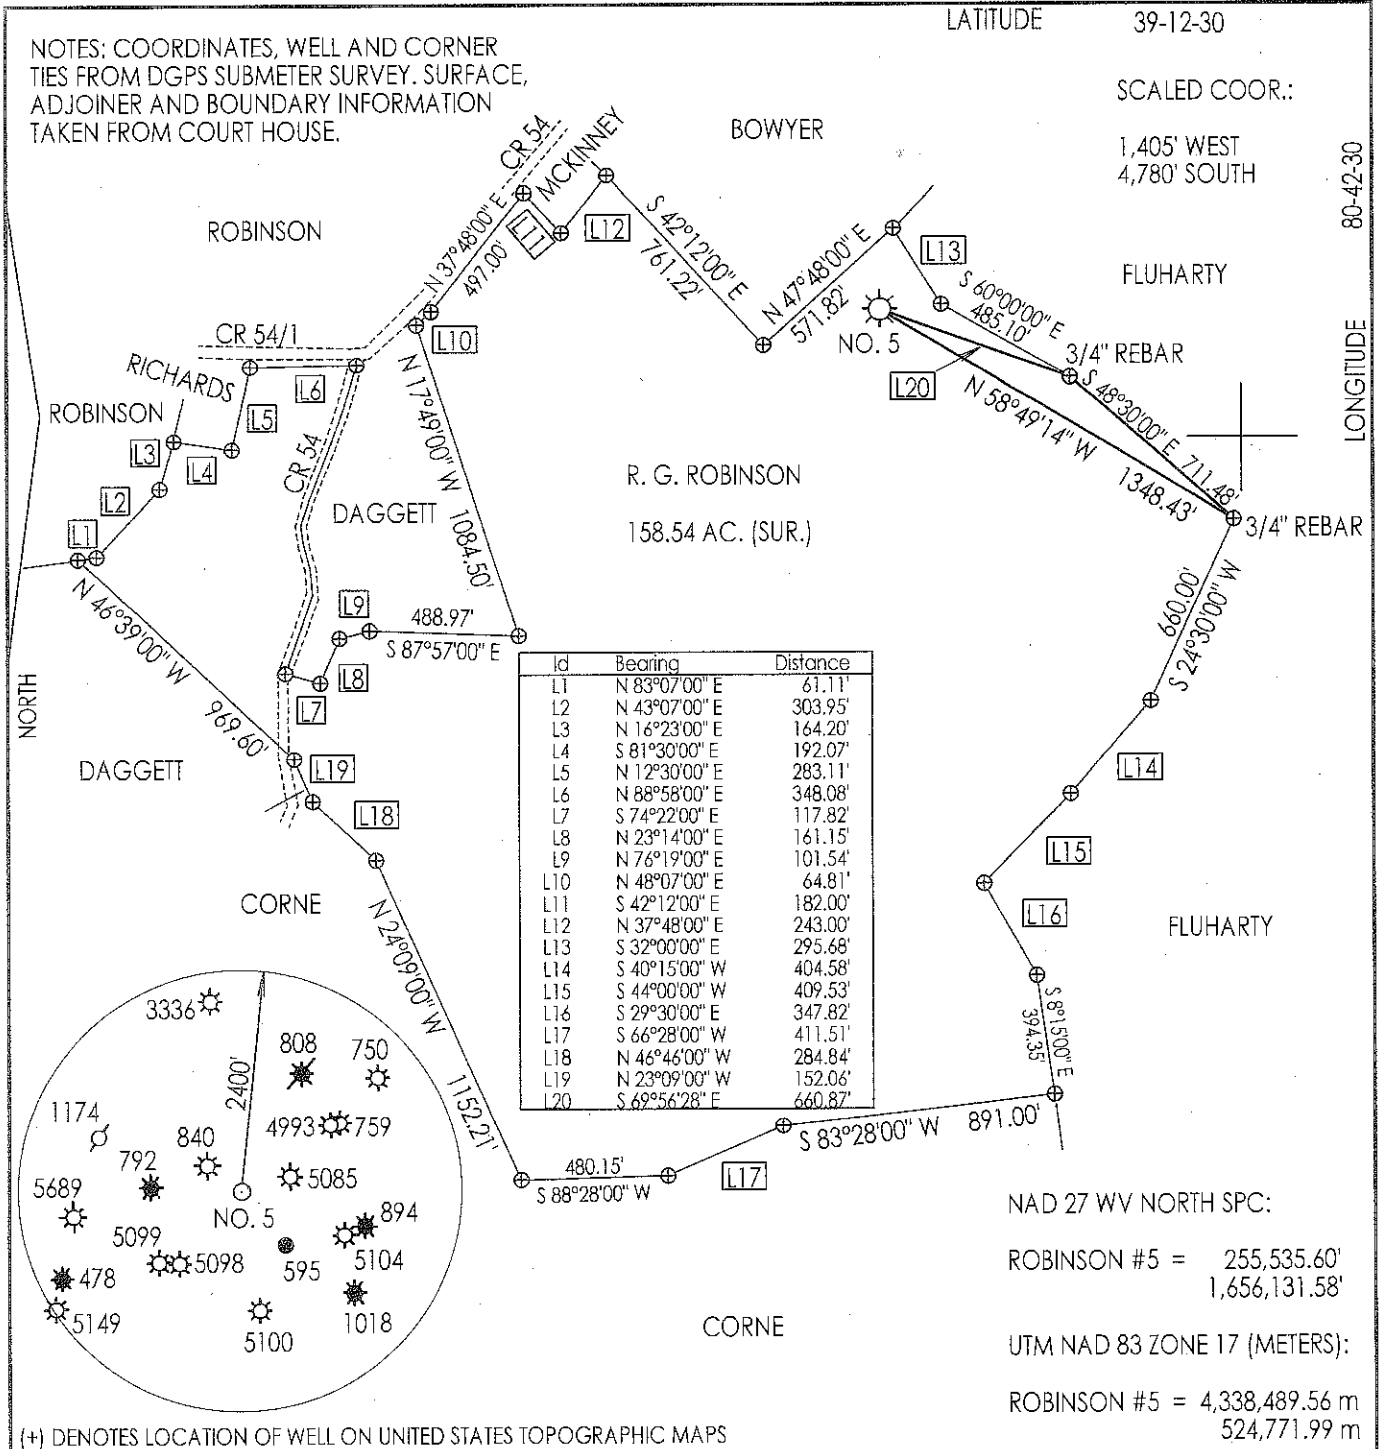 LATITUDE 39-12-30
NOTES: COORDINATES, WELL AND CORNER
TIES FROM DGPS SUBMETER SURVEY. SURFACE,
ADJOINER AND BOUNDARY INFORMATION
TAKEN FROM COURT HOUSE.
SCALED COOR.:
1,405' WEST
4,780' SOUTH
80-42-30
LONGITUDE
BOWYER
CR 54
MCKINNEY
ROBINSON
N 37°48'00" E
497.00'
L11
L12
S 42°12'00" E
761.22'
N 47°48'00" E
571.82'
L13
FLUHARTY
S 60°00'00" E
485.10'
NO. 5
3/4" REBAR
L20
S 48°30'00" E 711.48'
N 58°49'14" W 1348.43'
3/4" REBAR
CR 54/1
L10
RICHARDS
L6
ROBINSON
L5
L3
L4
L2
L1
CR 54
N 17°49'00" W 1084.50'
DAGGETT
R. G. ROBINSON
158.54 AC. (SUR.)
660.00'
S 24°30'00" W
N 46°39'00" W 969.60'
L9
488.97'
S 87°57'00" E
L8
L7
NORTH
DAGGETT
L19
L18
Id Bearing Distance
L1 N 83°07'00" E 61.11'
L2 N 43°07'00" E 303.95'
L3 N 16°23'00" E 164.20'
L4 S 81°30'00" E 192.07'
L5 N 12°30'00" E 283.11'
L6 N 88°58'00" E 348.08'
L7 S 74°22'00" E 117.82'
L8 N 23°14'00" E 161.15'
L9 N 76°19'00" E 101.54'
L10 N 48°07'00" E 64.81'
L11 S 42°12'00" E 182.00'
L12 N 37°48'00" E 243.00'
L13 S 32°00'00" E 295.68'
L14 S 40°15'00" W 404.58'
L15 S 44°00'00" W 409.53'
L16 S 29°30'00" E 347.82'
L17 S 66°28'00" W 411.51'
L18 N 46°46'00" W 284.84'
L19 N 23°09'00" W 152.06'
L20 S 69°56'28" E 660.87'
L14
L15
L16
FLUHARTY
S 8°15'00" E
394.35'
CORNE
N 24°09'00" W 1152.21'
480.15'
S 88°28'00" W
L17
S 83°28'00" W 891.00'
3336
2400'
808
750
1174
840
4993
759
792
5085
5689
NO. 5
894
5099
5098
595
5104
478
5149
5100
1018
CORNE
NAD 27 WV NORTH SPC:
ROBINSON #5 = 255,535.60'
1,656,131.58'
UTM NAD 83 ZONE 17 (METERS):
ROBINSON #5 = 4,338,489.56 m
524,771.99 m
(+) DENOTES LOCATION OF WELL ON UNITED STATES TOPOGRAPHIC MAPS